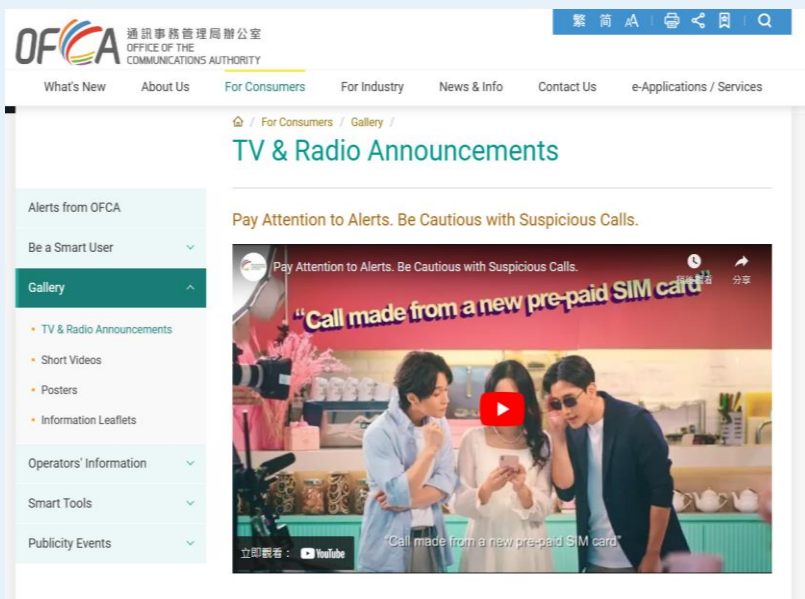 繁 简 AA
OFCA 通訊事務管理局辦公室
OFFICE OF THE
COMMUNICATIONS AUTHORITY
What's New About Us For Consumers For Industry News & Info Contact Us e-Applications / Services
/ For Consumers / Gallery /
TV & Radio Announcements
Alerts from OFCA
Be a Smart User
Gallery
TV & Radio Announcements
Short Videos
Posters
Information Leaflets
Operators' Information
Smart Tools
Publicity Events
Pay Attention to Alerts. Be Cautious with Suspicious Calls.
Pay Attention to Alerts. Be Cautious with Suspicious Calls.
稍後觀看 分享
“Call made from a new pre-paid SIM card”
"Call made from a new pre-paid SIM card"
立即觀看： YouTube